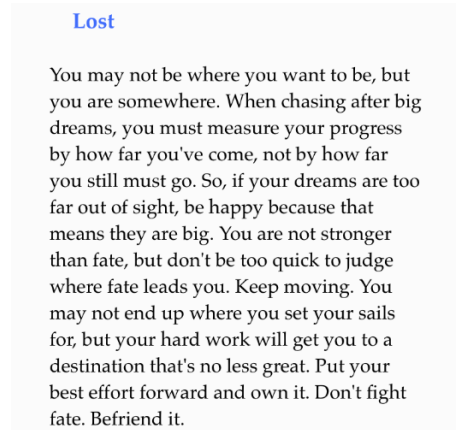 Lost
You may not be where you want to be, but
you are somewhere. When chasing after big
dreams, you must measure your progress
by how far you've come, not by how far
you still must go. So, if your dreams are too
far out of sight, be happy because that
means they are big. You are not stronger
than fate, but don't be too quick to judge
where fate leads you. Keep moving. You
may not end up where you set your sails
for, but your hard work will get you to a
destination that's no less great. Put your
best effort forward and own it. Don't fight
fate. Befriend it.